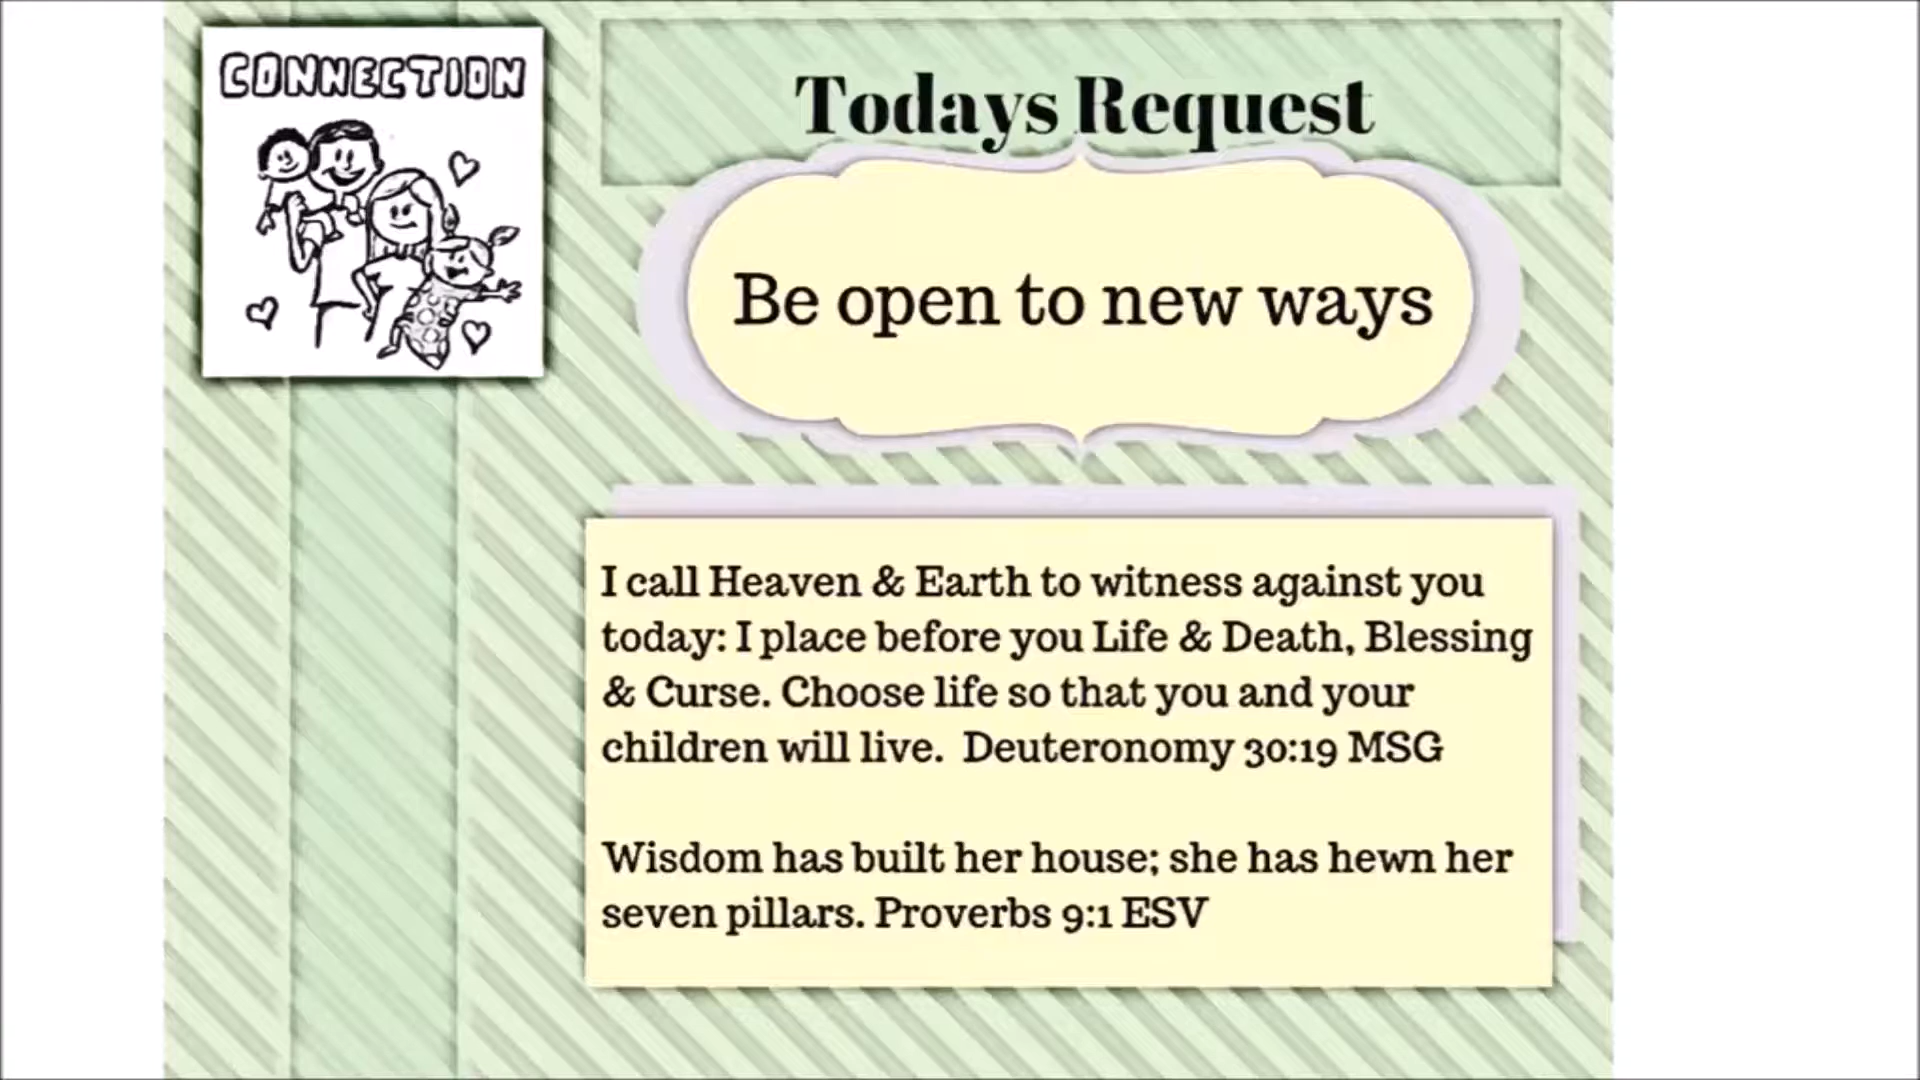 CONNECTION
Todays Request
Be open to new ways
I call Heaven & Earth to witness against you
today: I place before you Life & Death, Blessing
& Curse. Choose life so that you and your
children will live.  Deuteronomy 30:19 MSG
Wisdom has built her house; she has hewn her
seven pillars. Proverbs 9:1 ESV